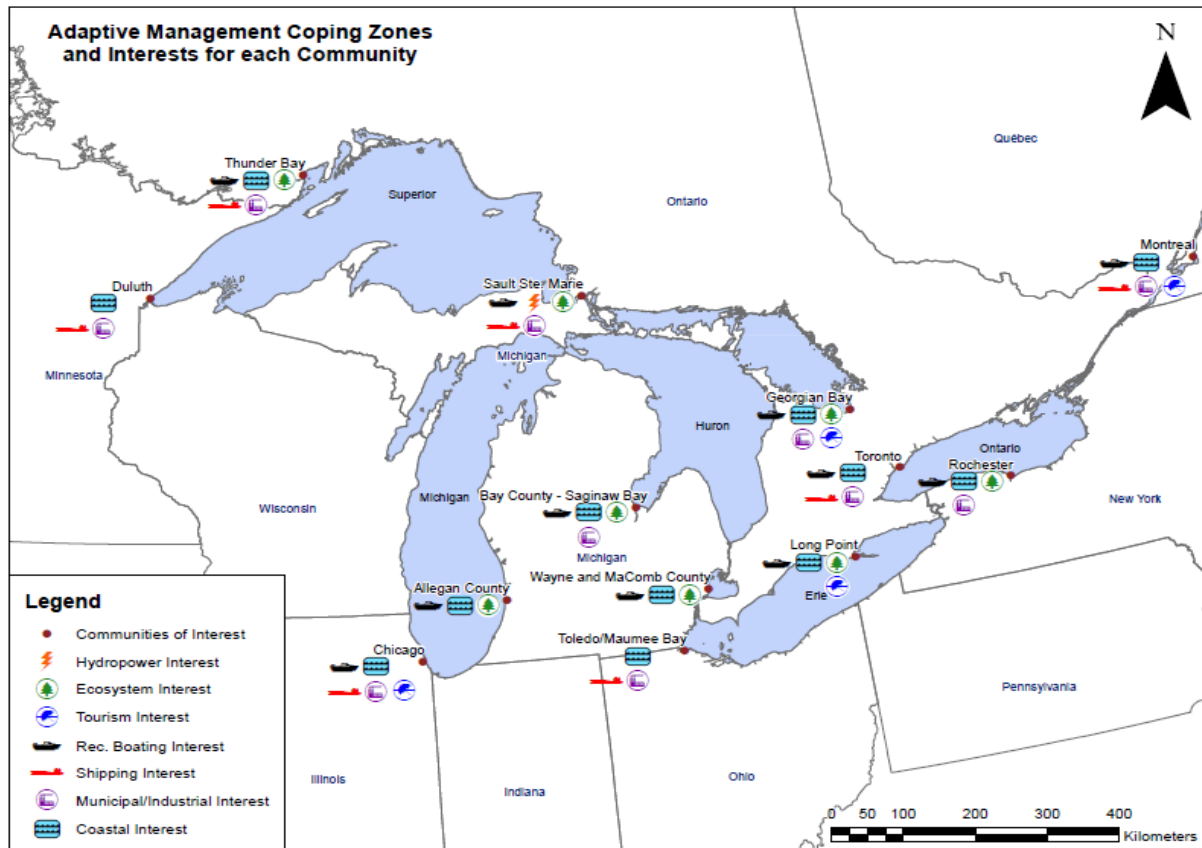 Adaptive Management Coping Zones
and Interests for each Community
N
Québec
Thunder Bay
Superior
Ontario
Montreal
Duluth
Sault Ste. Marie
Michigan
Minnesota
Georgian Bay
Huron
Toronto
Ontario
Rochester
Michigan
Bay County - Saginaw Bay
New York
Wisconsin
Michigan
Long Point
Wayne and MaComb County
Allegan County
Erie
Toledo/Maumee Bay
Chicago
Pennsylvania
Illinois
Indiana
Ohio
Legend
Communities of Interest
Hydropower Interest
Ecosystem Interest
Tourism Interest
Rec. Boating Interest
Shipping Interest
Municipal/Industrial Interest
Coastal Interest
0 50 100 200 300 400
Kilometers